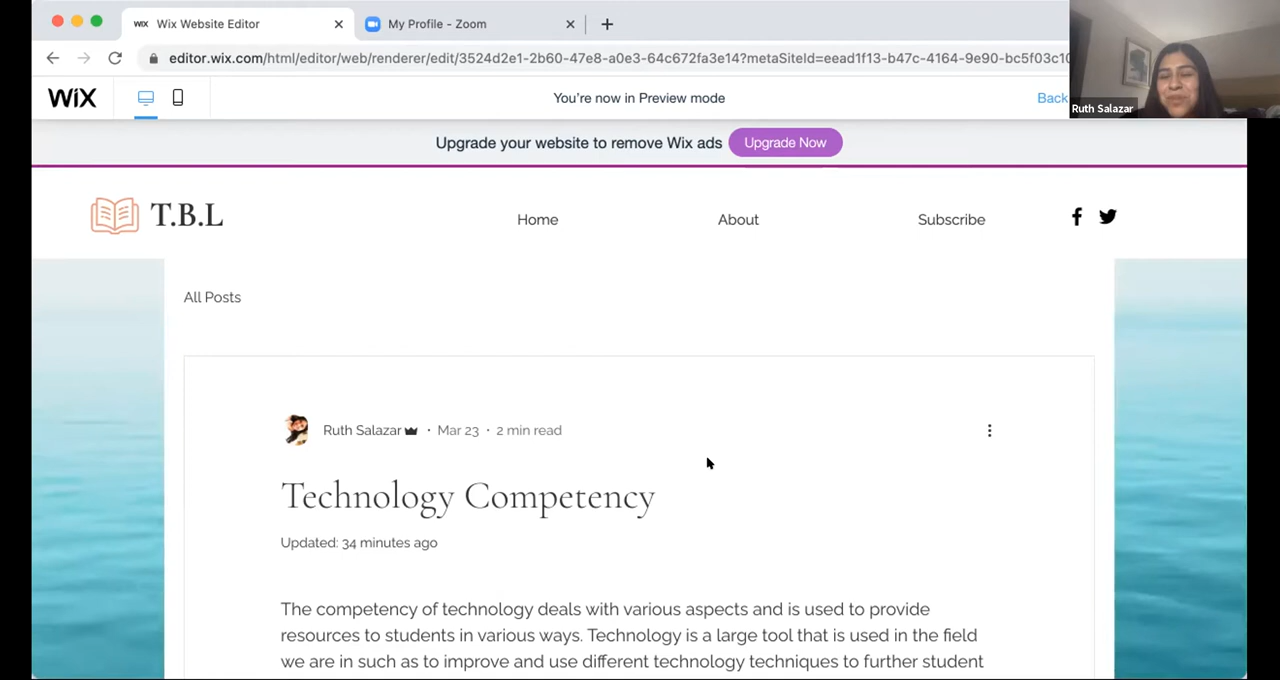 WiX Wix Website Editor
My Profile - Zoom
editor.wix.com/html/editor/web/renderer/edit/3524d2e1-2b60-47e8-a0e3-64c672fa3e14?metaSiteId=eead1f13-b47c-4164-9e90-bc5f03c10
Ruth Salazar
WiX
You're now in Preview mode
Back
Upgrade your website to remove Wix ads
Upgrade Now
T.B.L
Home
About
Subscribe
All Posts
Ruth Salazar · Mar 23 · 2 min read
Technology Competency
Updated: 34 minutes ago
The competency of technology deals with various aspects and is used to provide
resources to students in various ways. Technology is a large tool that is used in the field
we are in such as to improve and use different technology techniques to further student